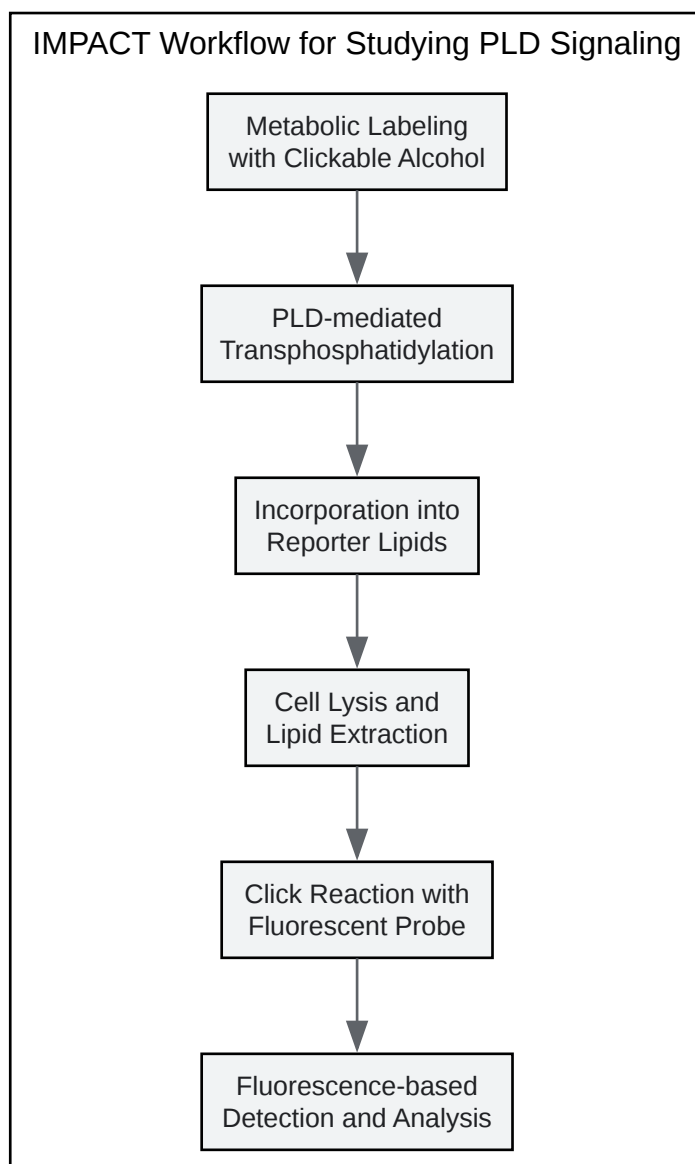 IMPACT Workflow for Studying PLD Signaling
Metabolic Labeling
with Clickable Alcohol
PLD-mediated
Transphosphatidylation
Incorporation into
Reporter Lipids
Cell Lysis and
Lipid Extraction
Click Reaction with
Fluorescent Probe
Fluorescence-based
Detection and Analysis